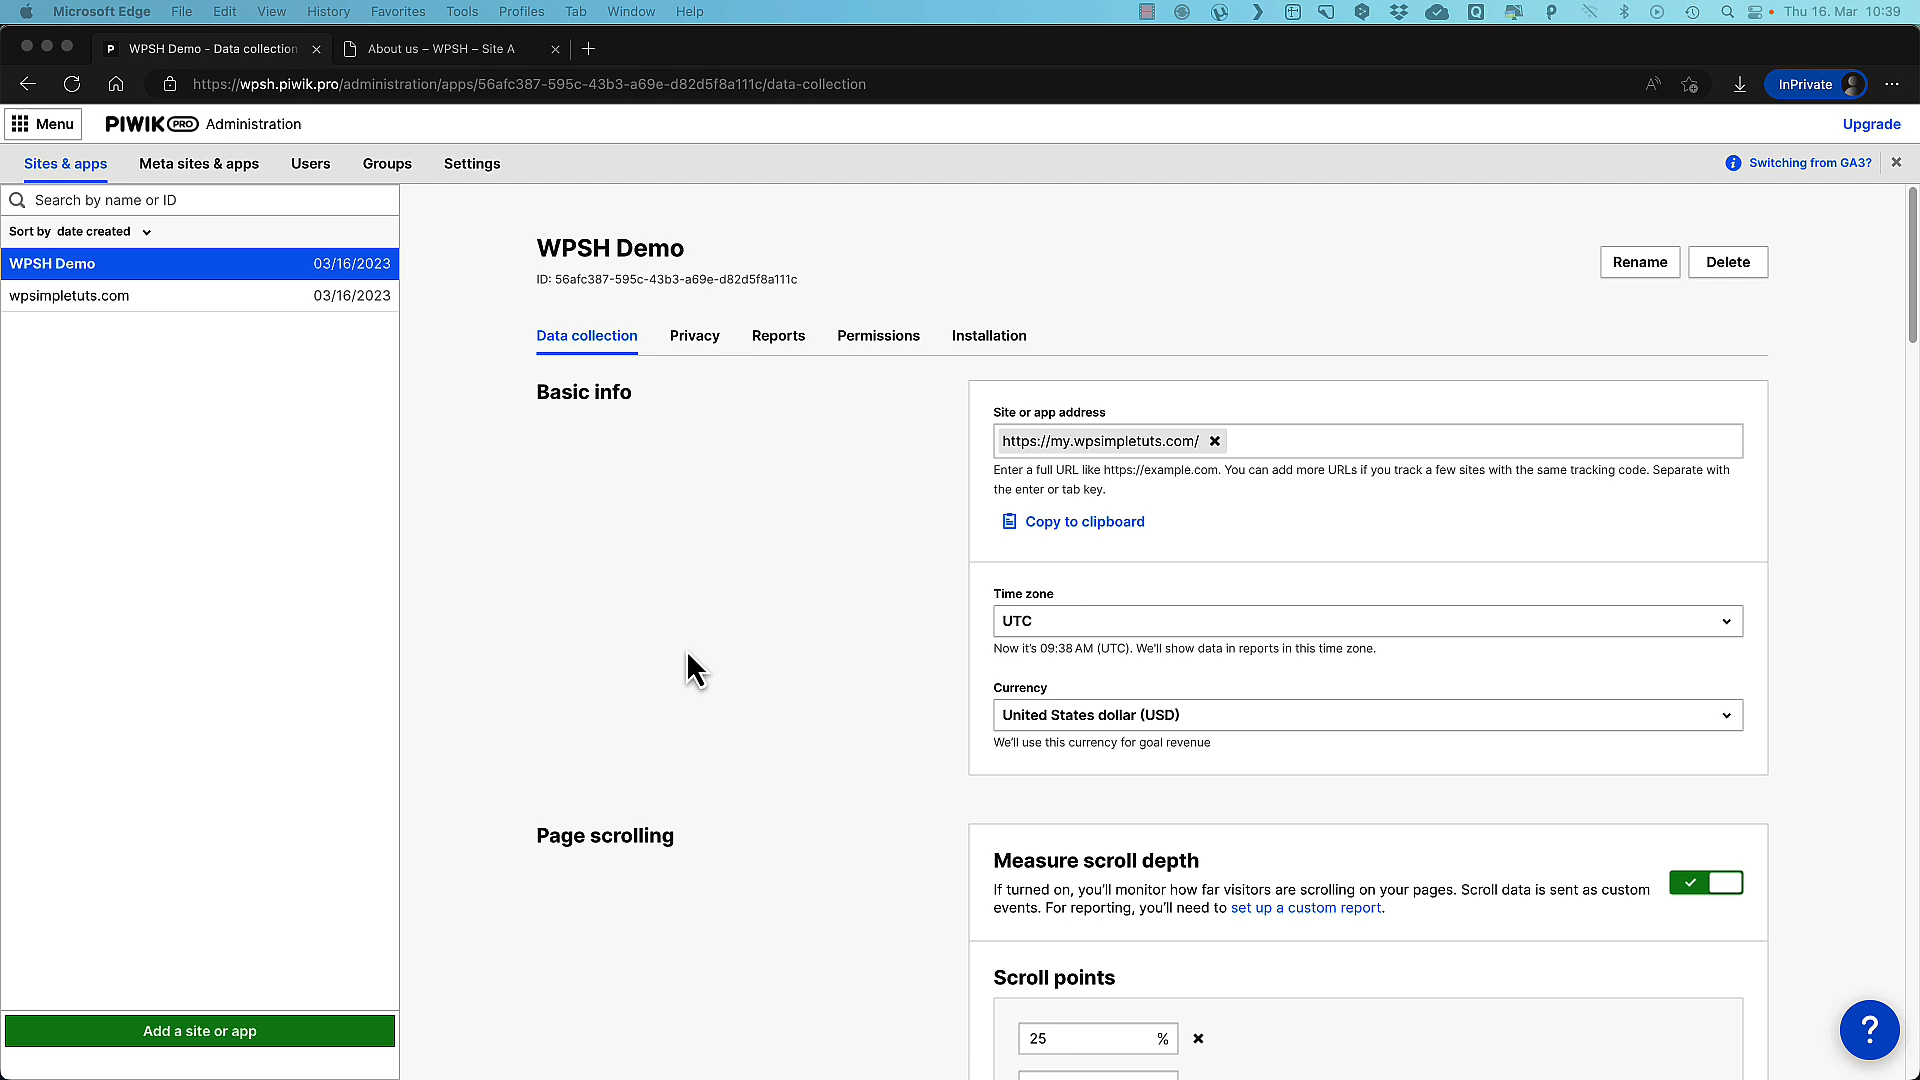 Microsoft Edge File Edit View History Favorites Tools Profiles Tab Window Help Thu 16. Mar 10:39
WPSH Demo - Data collection About us – WPSH – Site A
https://wpsh.piwik.pro/administration/apps/56afc387-595c-43b3-a69e-d82d5f8a111c/data-collection InPrivate
Menu PIWIK PRO Administration Upgrade
Sites & apps Meta sites & apps Users Groups Settings Switching from GA3?
Search by name or ID
Sort by date created
WPSH Demo 03/16/2023
wpsimpletuts.com 03/16/2023
Add a site or app
WPSH Demo
ID: 56afc387-595c-43b3-a69e-d82d5f8a111c
Rename Delete
Data collection Privacy Reports Permissions Installation
Basic info
Site or app address
https://my.wpsimpletuts.com/
Enter a full URL like https://example.com. You can add more URLs if you track a few sites with the same tracking code. Separate with
the enter or tab key.
Copy to clipboard
Time zone
UTC
Now it's 09:38 AM (UTC). We'll show data in reports in this time zone.
Currency
United States dollar (USD)
We'll use this currency for goal revenue
Page scrolling
Measure scroll depth
If turned on, you'll monitor how far visitors are scrolling on your pages. Scroll data is sent as custom
events. For reporting, you'll need to set up a custom report.
Scroll points
25 %
?